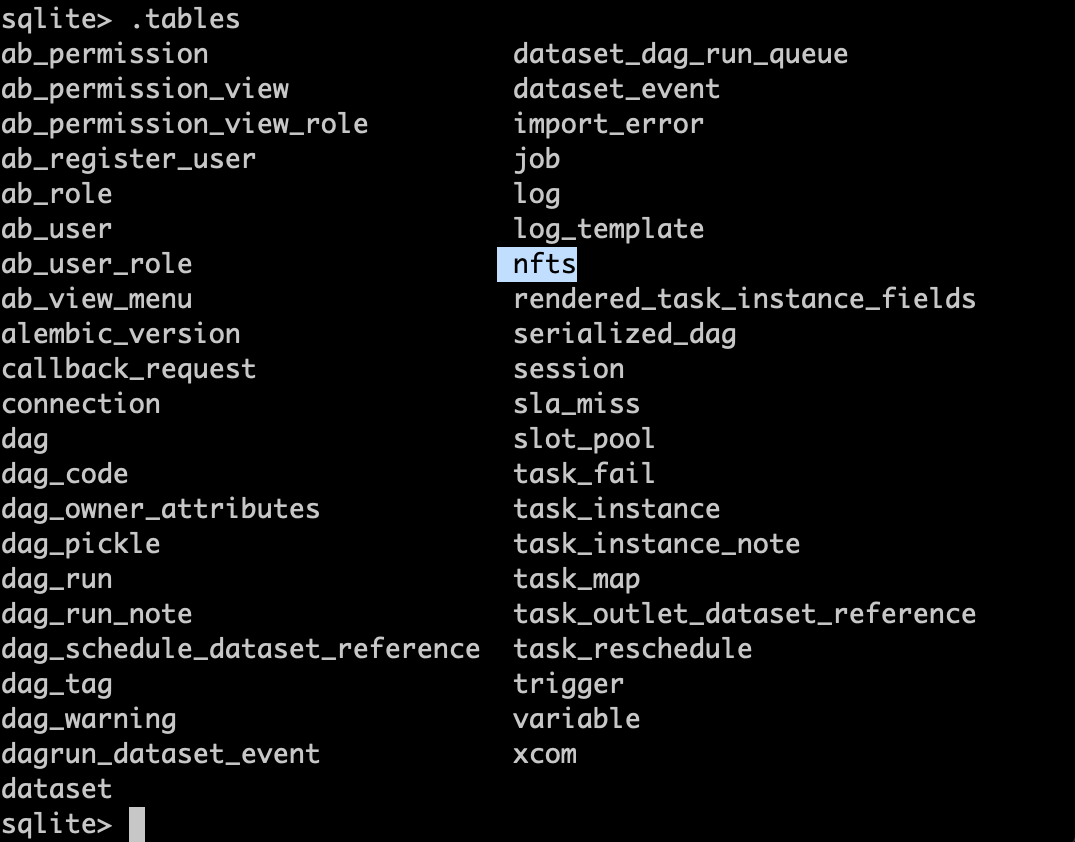 sqlite> .tables
ab_permission dataset_dag_run_queue
ab_permission_view dataset_event
ab_permission_view_role import_error
ab_register_user job
ab_role log
ab_user log_template
ab_user_role nfts
ab_view_menu rendered_task_instance_fields
alembic_version serialized_dag
callback_request session
connection sla_miss
dag slot_pool
dag_code task_fail
dag_owner_attributes task_instance
dag_pickle task_instance_note
dag_run task_map
dag_run_note task_outlet_dataset_reference
dag_schedule_dataset_reference task_reschedule
dag_tag trigger
dag_warning variable
dagrun_dataset_event xcom
dataset
sqlite>